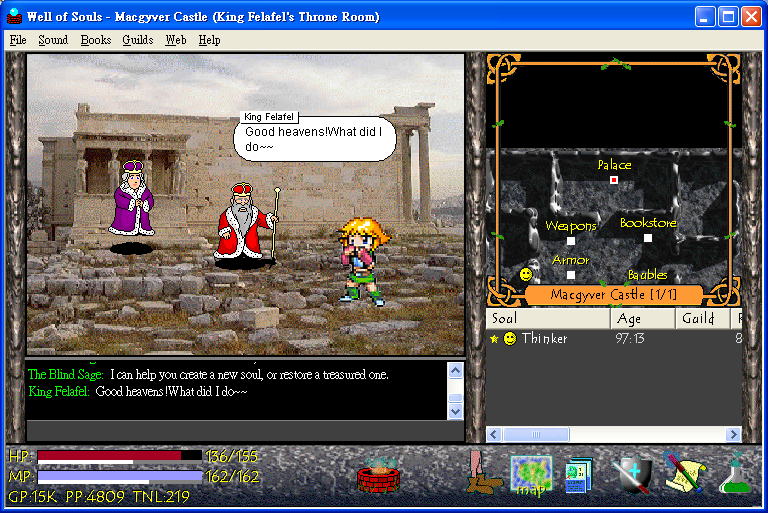 Well of Souls - Macgyver Castle (King Felafel's Throne Room)
File Sound Books Guilds Web Help
King Felafel
Good heavens!What did I
do~~
Palace
Weapons
Bookstore
Armor
Baubles
Macgyver Castle [1/1]
Soul Age Guild
Thinker 97:13 8
The Blind Sage: I can help you create a new soul, or restore a treasured one.
King Felafel: Good heavens!What did I do~~
HP: 136/155
MP: 162/162
GP:15K PP:4809 TNL:219
map